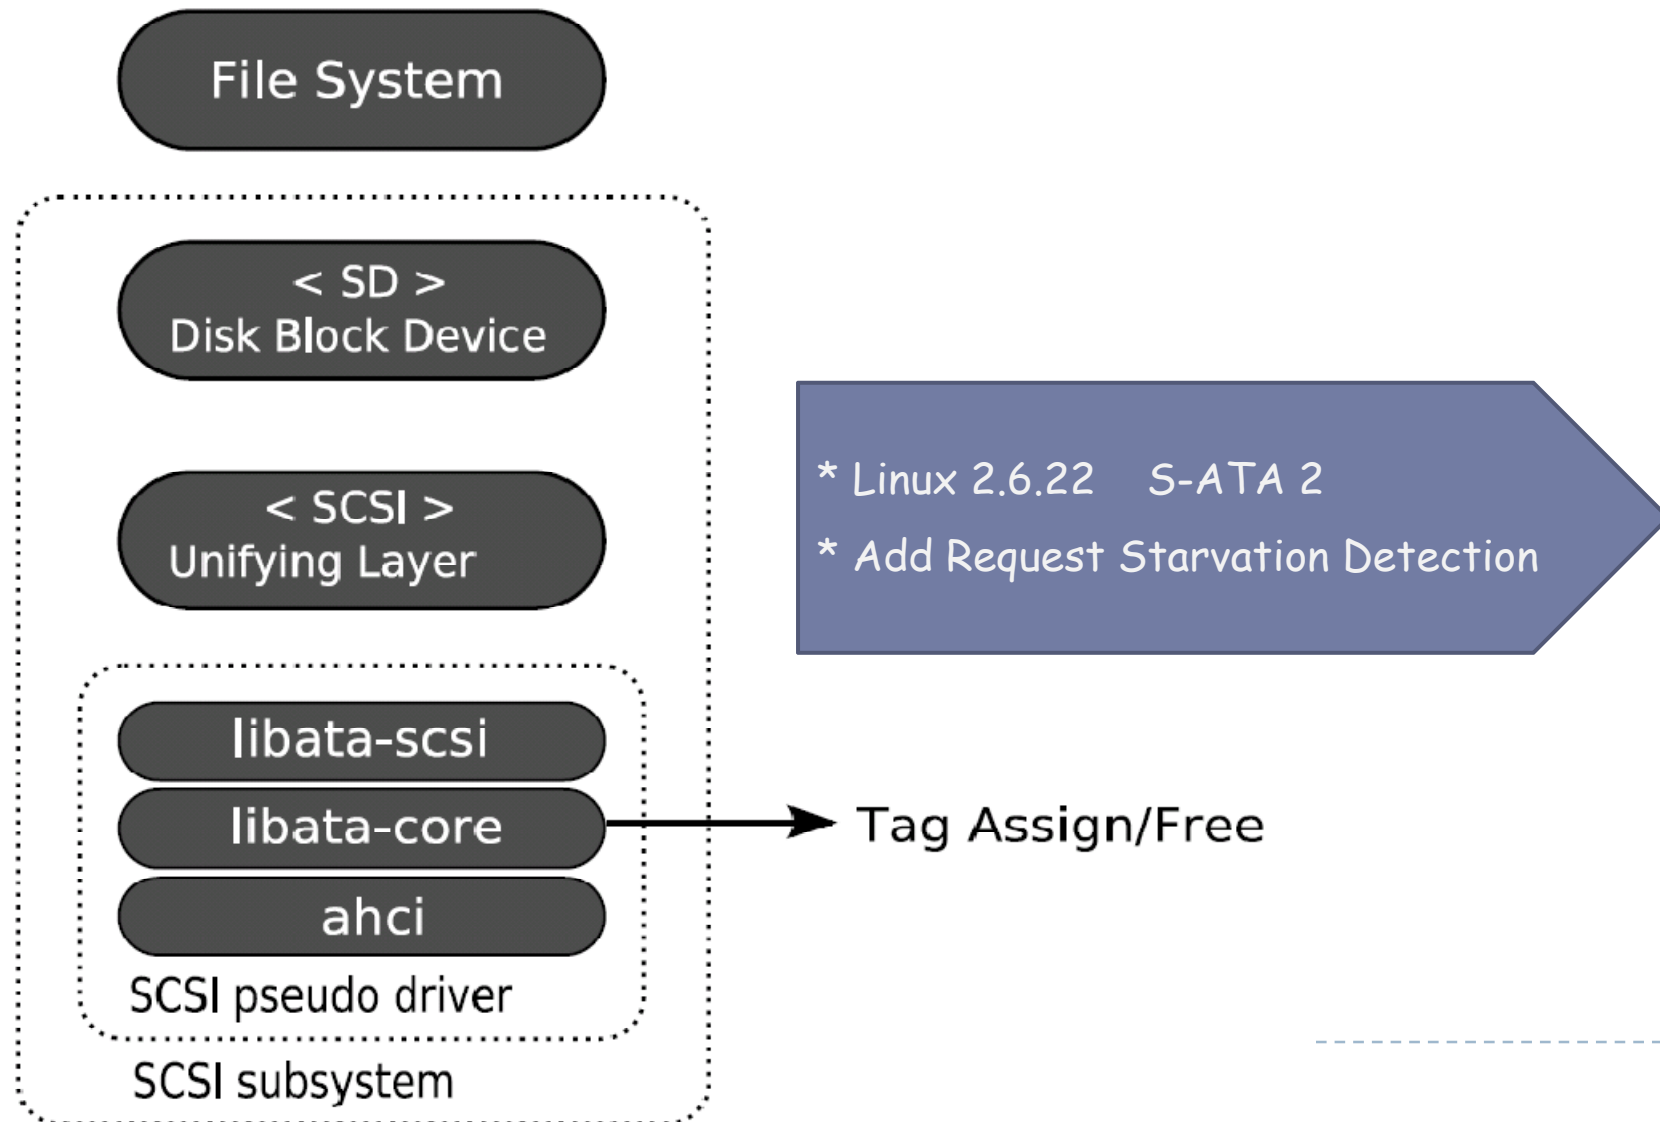 File System
< SD >
Disk Block Device
< SCSI >
Unifying Layer
* Linux 2.6.22 S-ATA 2
* Add Request Starvation Detection
libata-scsi
libata-core
Tag Assign/Free
ahci
SCSI pseudo driver
SCSI subsystem